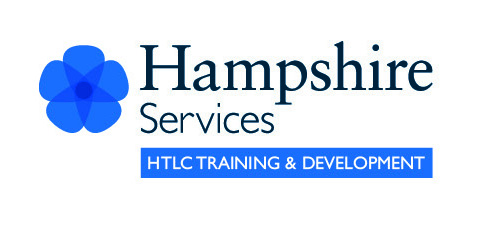 Hampshire
Services
HTLC TRAINING & DEVELOPMENT